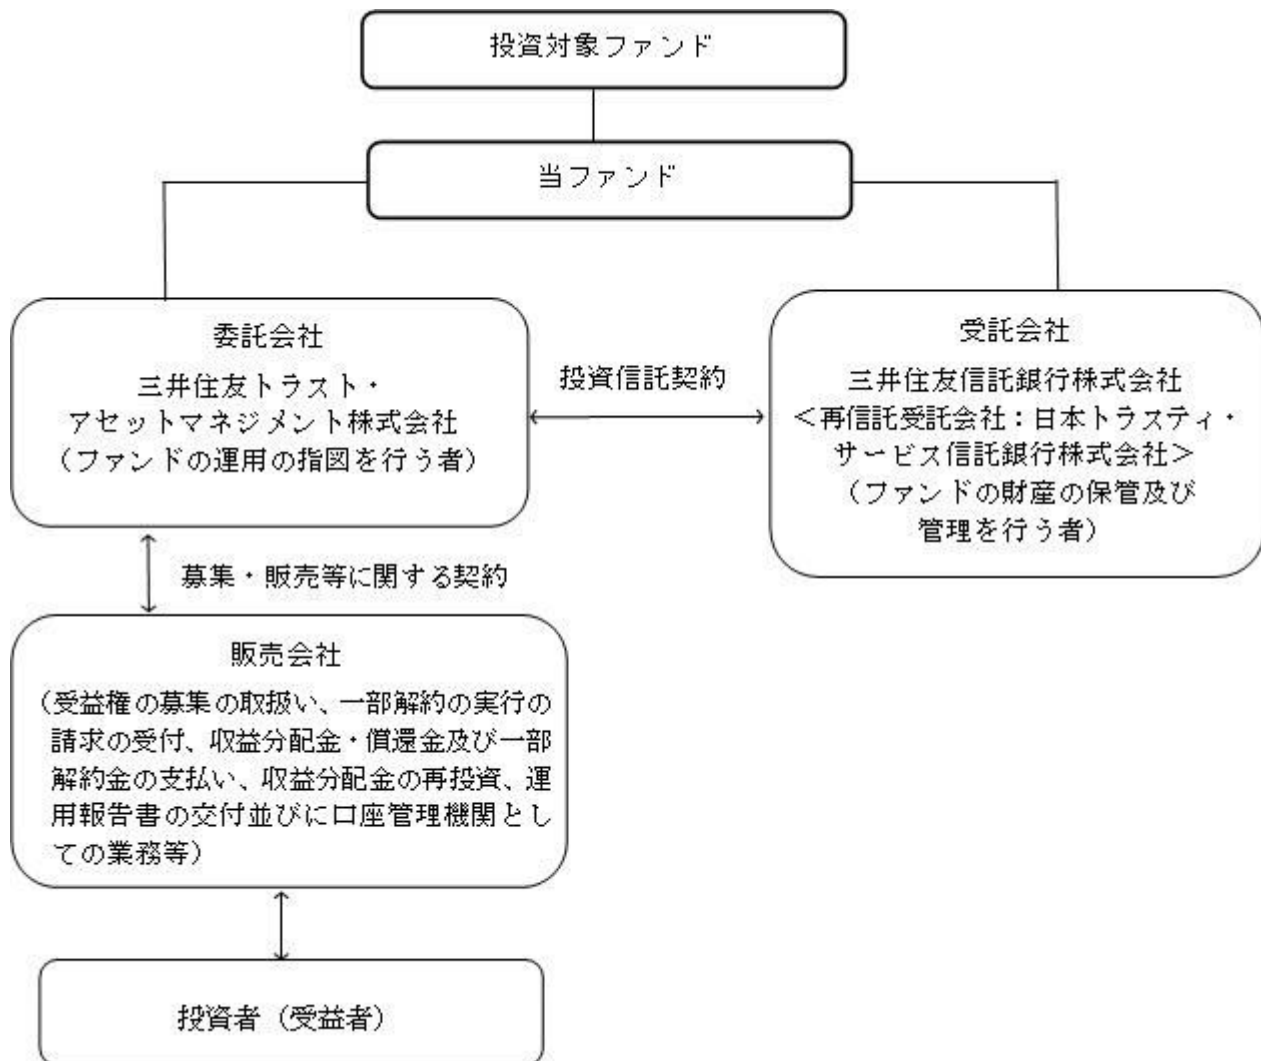 投資対象ファンド
当ファンド
委託会社
三井住友トラスト・
アセットマネジメント株式会社
（ファンドの運用の指図を行う者）
投資信託契約
受託会社
三井住友信託銀行株式会社
＜再信託受託会社：日本トラスティ・
サービス信託銀行株式会社＞
（ファンドの財産の保管及び
管理を行う者）
募集・販売等に関する契約
販売会社
（受益権の募集の取扱い、一部解約の実行の
請求の受付、収益分配金・償還金及び一部
解約金の支払い、収益分配金の再投資、運
用報告書の交付並びに口座管理機関とし
ての業務等）
投資者（受益者）